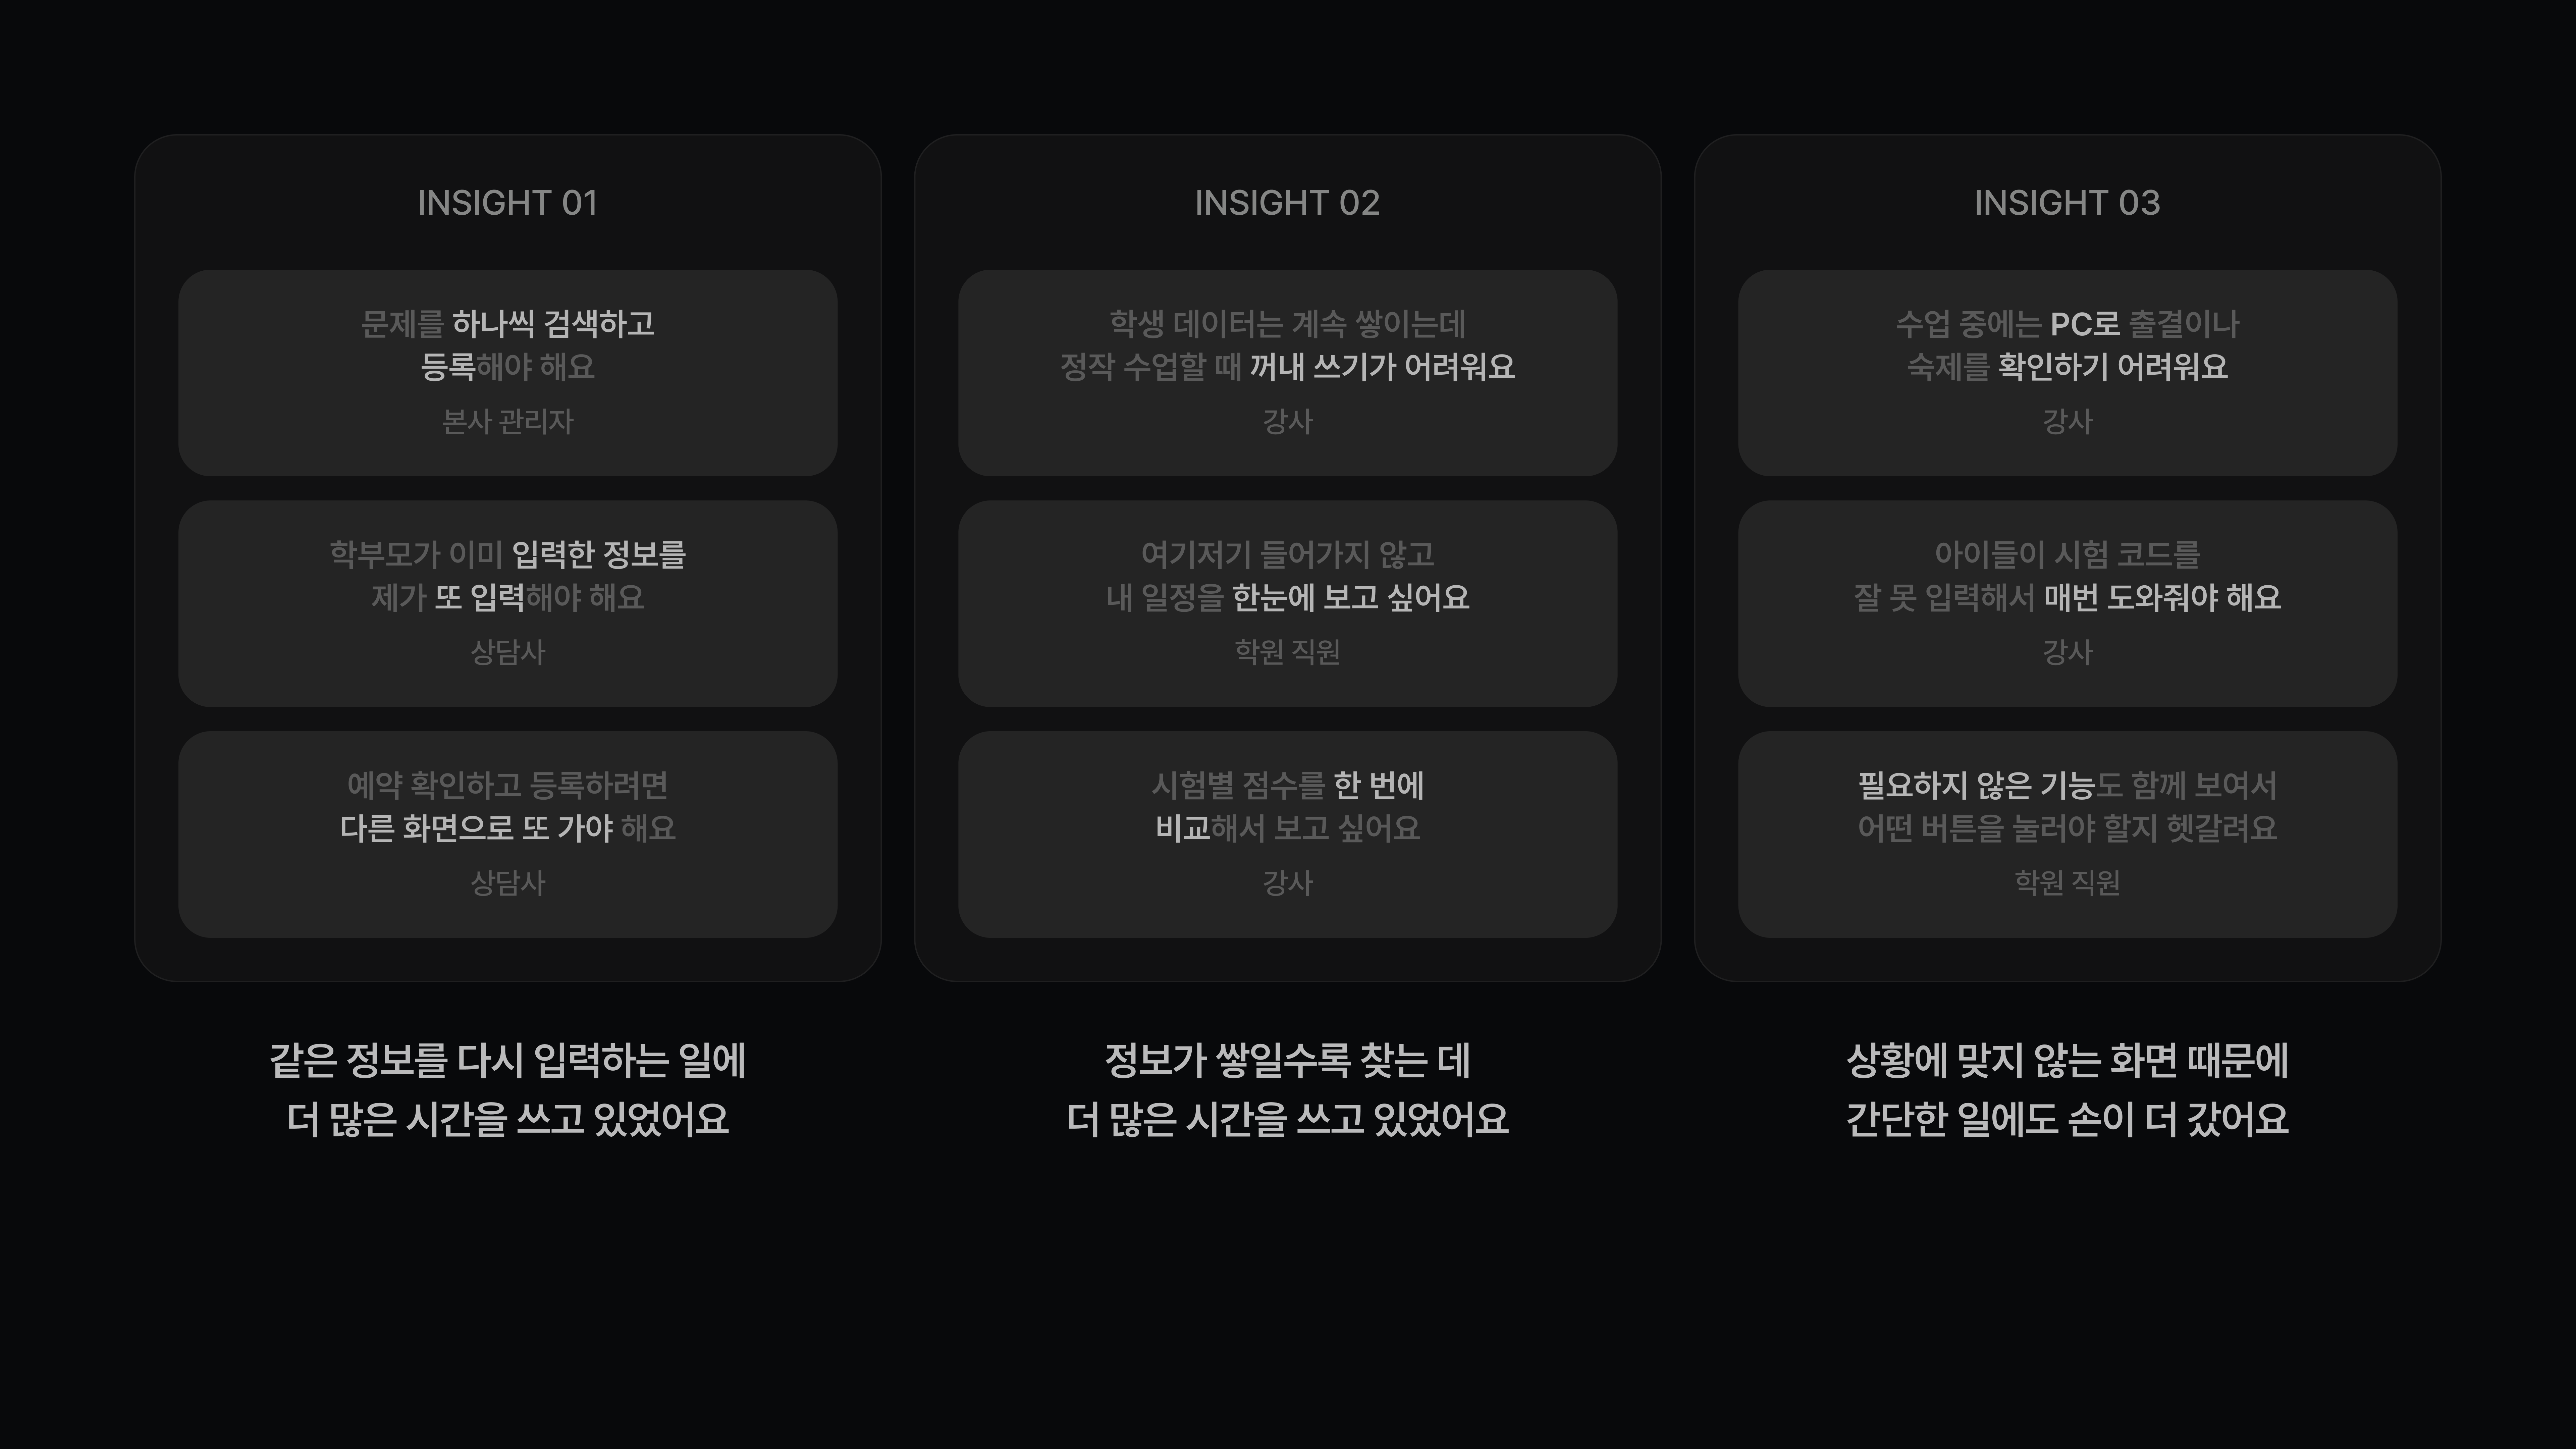 INSIGHT 01
문제를 하나씩 검색하고
등록해야 해요
본사 관리자
학부모가 이미 입력한 정보를
제가 또 입력해야 해요
상담사
예약 확인하고 등록하려면
다른 화면으로 또 가야 해요
상담사
같은 정보를 다시 입력하는 일에
더 많은 시간을 쓰고 있었어요
INSIGHT 02
학생 데이터는 계속 쌓이는데
정작 수업할 때 꺼내 쓰기가 어려워요
강사
여기저기 들어가지 않고
내 일정을 한눈에 보고 싶어요
학원 직원
시험별 점수를 한 번에
비교해서 보고 싶어요
강사
정보가 쌓일수록 찾는 데
더 많은 시간을 쓰고 있었어요
INSIGHT 03
수업 중에는 PC로 출결이나
숙제를 확인하기 어려워요
강사
아이들이 시험 코드를
잘 못 입력해서 매번 도와줘야 해요
강사
필요하지 않은 기능도 함께 보여서
어떤 버튼을 눌러야 할지 헷갈려요
학원 직원
상황에 맞지 않는 화면 때문에
간단한 일에도 손이 더 갔어요